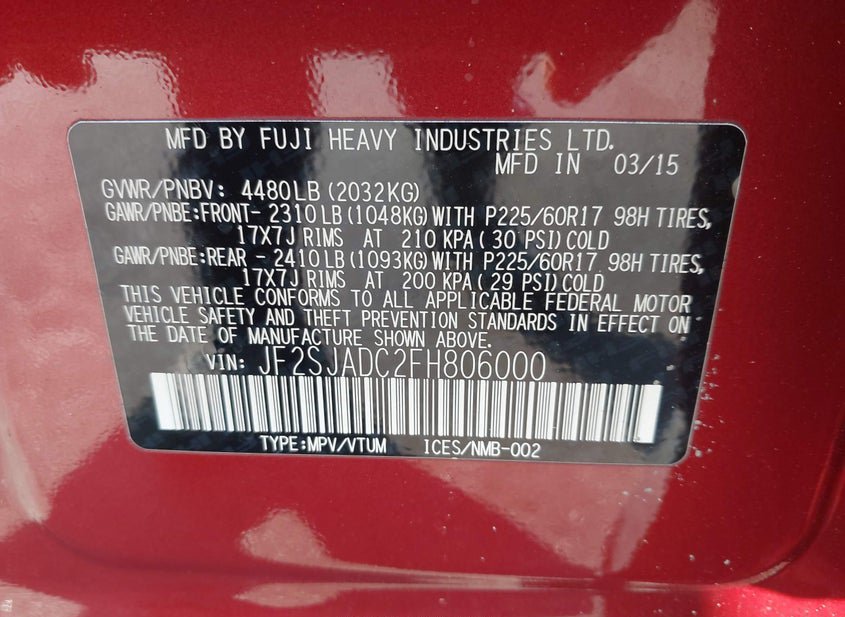 MFD BY FUJI HEAVY INDUSTRIES LTD.
MFD IN 03/15
GVWR/PNBV: 4480LB(2032KG)
GAWR/PNBE:FRONT- 2310LB(1048KG)WITH P225/60R17 98H TIRES,
17X7J RIMS AT 210 KPA( 30 PSI)COLD
GAWR/PNBE:REAR - 2410LB(1093KG)WITH P225/60R17 98H TIRES,
17X7J RIMS AT 200 KPA( 29 PSI)COLD
THIS VEHICLE CONFORMS TO ALL APPLICABLE FEDERAL MOTOR
VEHICLE SAFETY AND THEFT PREVENTION STANDARDS IN EFFECT ON
THE DATE OF MANUFACTURE SHOWN ABOVE.
VIN: JF2SJADC2FH806000
TYPE:MPV/VTUM ICES/NMB-002